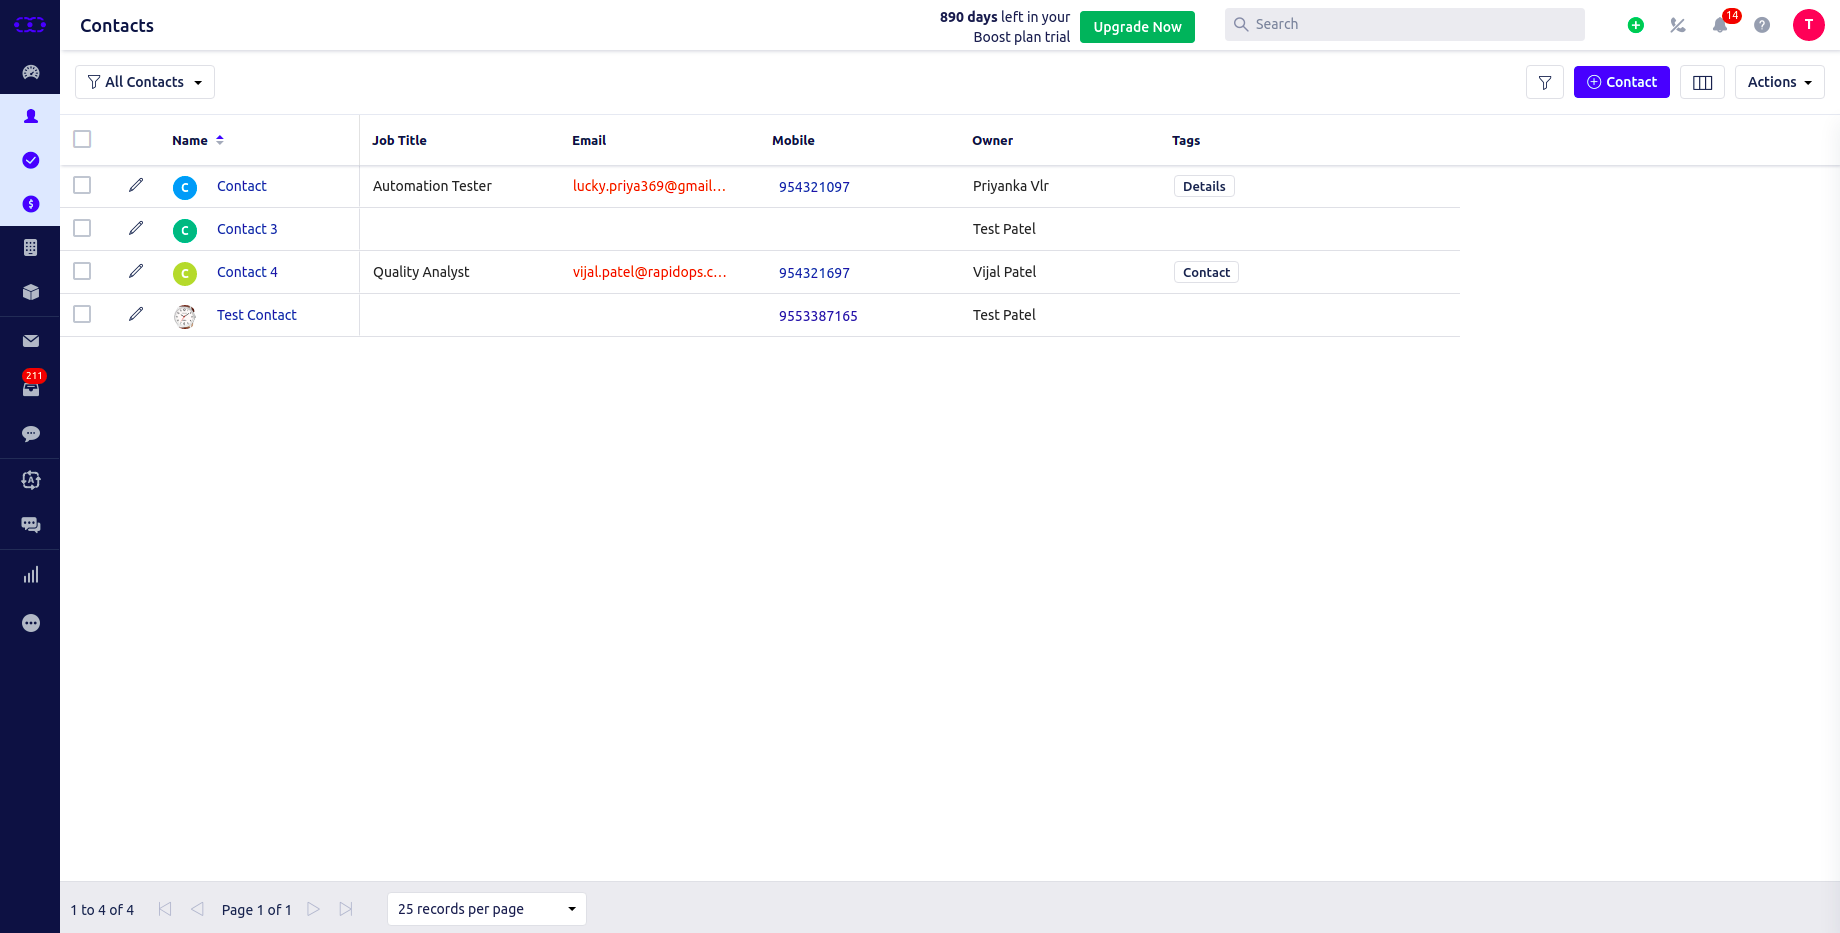 Contacts
890 days left in your
Boost plan trial
Upgrade Now
Search
14
T
All Contacts
Contact
Actions
Name
Job Title
Email
Mobile
Owner
Tags
C Contact Automation Tester lucky.priya369@gmail... 954321097 Priyanka Vlr Details
C Contact 3 Test Patel
C Contact 4 Quality Analyst vijal.patel@rapidops.c... 954321697 Vijal Patel Contact
Test Contact 9553387165 Test Patel
211
1 to 4 of 4
Page 1 of 1
25 records per page